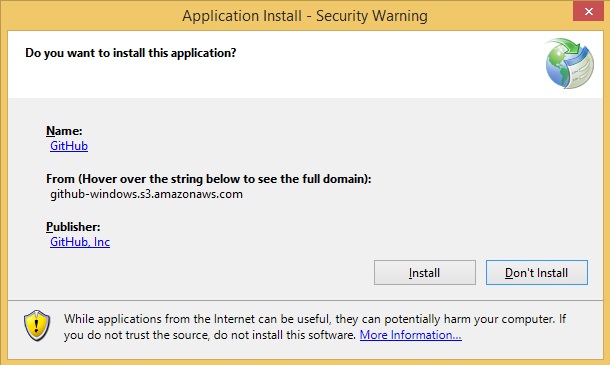 Application Install - Security Warning
Do you want to install this application?
Name:
GitHub
From (Hover over the string below to see the full domain):
github-windows.s3.amazonaws.com
Publisher:
GitHub, Inc
Install
Don't Install
While applications from the Internet can be useful, they can potentially harm your computer. If
you do not trust the source, do not install this software. More Information...